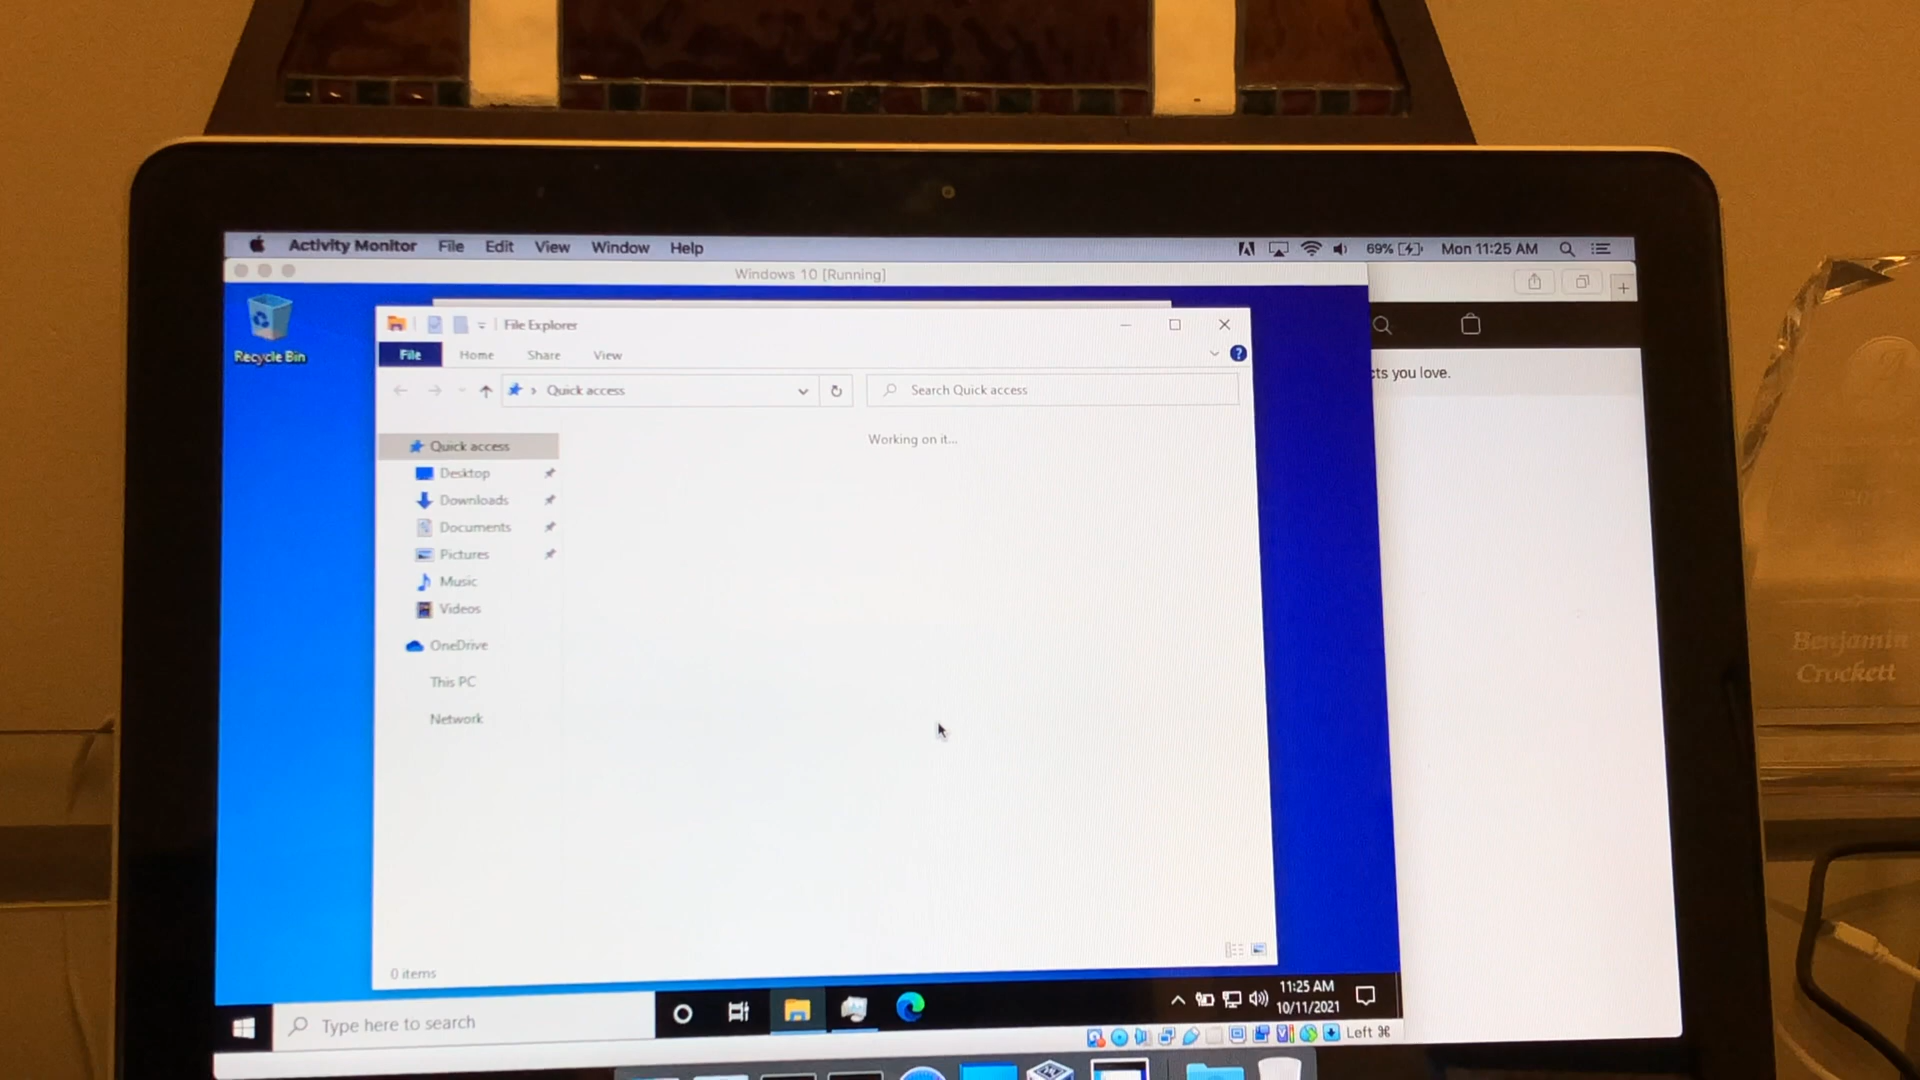 Activity Monitor File Edit View Window Help
69% Mon 11:25 AM
Windows 10 [Running]
Recycle Bin
File Explorer
File Home Share View
Quick access
Search Quick access
cts you love.
Working on it...
Quick access
Desktop
Downloads
Documents
Pictures
Music
Videos
OneDrive
This PC
Network
Benjamin
Crockett
0 items
Type here to search
11:25 AM
10/11/2021
Left ⌘